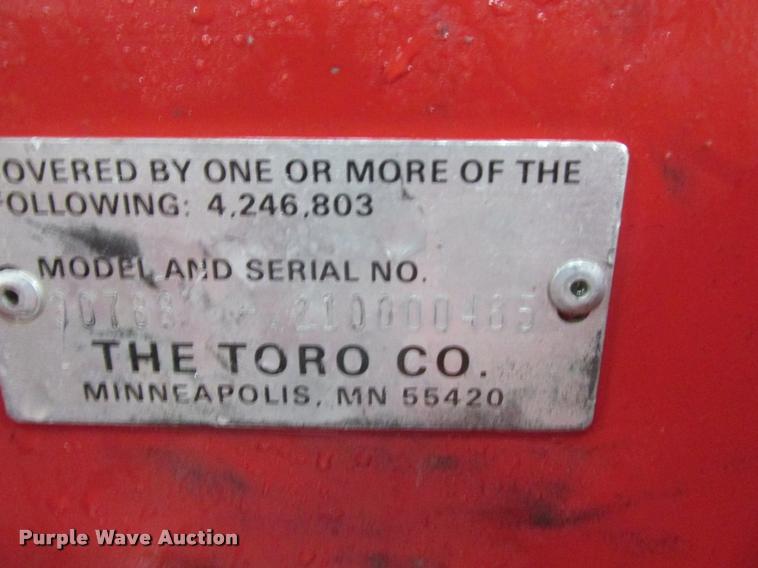 OVERED BY ONE OR MORE OF THE
OLLOWING: 4,246,803
MODEL AND SERIAL NO.
THE TORO CO.
MINNEAPOLIS, MN 55420
Purple Wave Auction